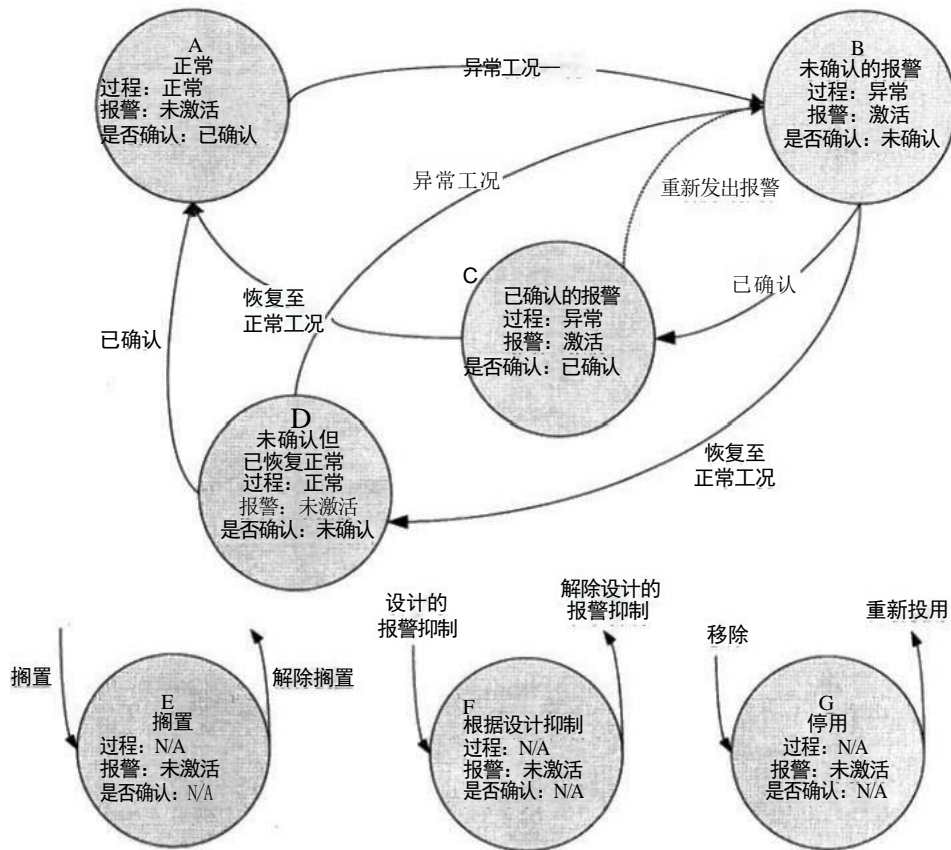 A
正常
过程：正常
报警：未激活
是否确认：已确认
异常工况
B
未确认的报警
过程：异常
报警：激活
是否确认：未确认
异常工况
重新发出报警
C
已确认的报警
过程：异常
报警：激活
是否确认：已确认
已确认
恢复至
正常工况
已确认
D
未确认但
已恢复正常
过程：正常
报警：未激活
是否确认：未确认
恢复至
正常工况
搁置
解除搁置
E
搁置
过程：N/A
报警：未激活
是否确认：N/A
设计的
报警抑制
解除设计的
报警抑制
F
根据设计抑制
过程：N/A
报警：未激活
是否确认：N/A
移除
重新投用
G
停用
过程：N/A
报警：未激活
是否确认：N/A